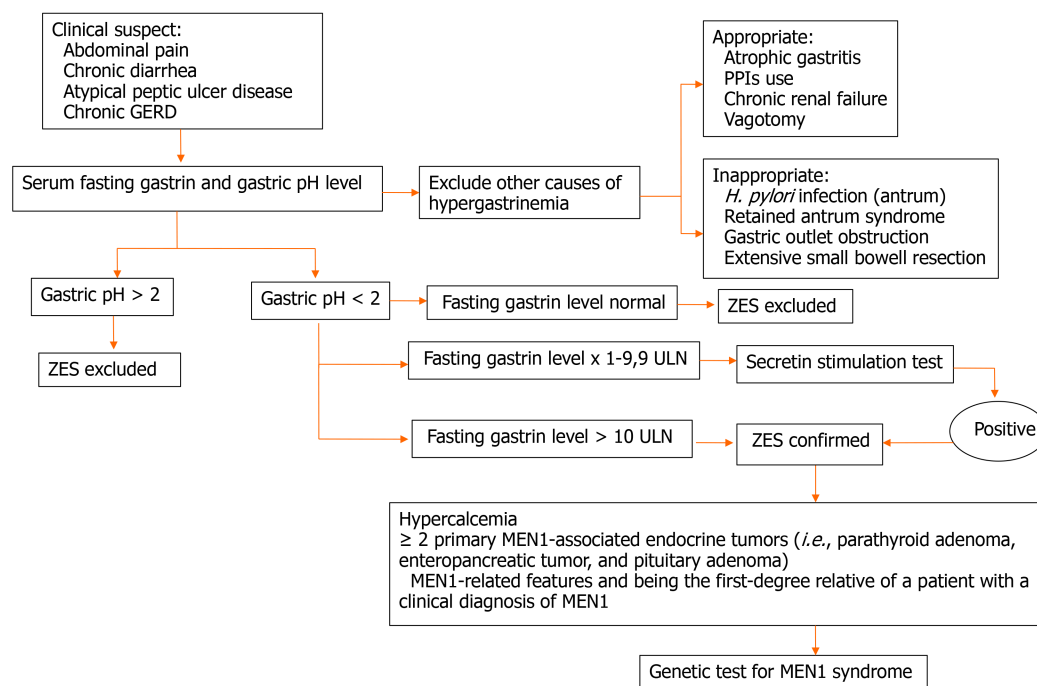 Clinical suspect:
Abdominal pain
Chronic diarrhea
Atypical peptic ulcer disease
Chronic GERD
Appropriate:
Atrophic gastritis
PPIs use
Chronic renal failure
Vagotomy
Serum fasting gastrin and gastric pH level
Exclude other causes of
hypergastrinemia
Inappropriate:
H. pylori infection (antrum)
Retained antrum syndrome
Gastric outlet obstruction
Extensive small bowell resection
Gastric pH > 2
Gastric pH < 2
Fasting gastrin level normal
ZES excluded
ZES excluded
Fasting gastrin level x 1-9,9 ULN
Secretin stimulation test
Positive
Fasting gastrin level > 10 ULN
ZES confirmed
Hypercalcemia
≥ 2 primary MEN1-associated endocrine tumors (i.e., parathyroid adenoma,
enteropancreatic tumor, and pituitary adenoma)
MEN1-related features and being the first-degree relative of a patient with a
clinical diagnosis of MEN1
Genetic test for MEN1 syndrome